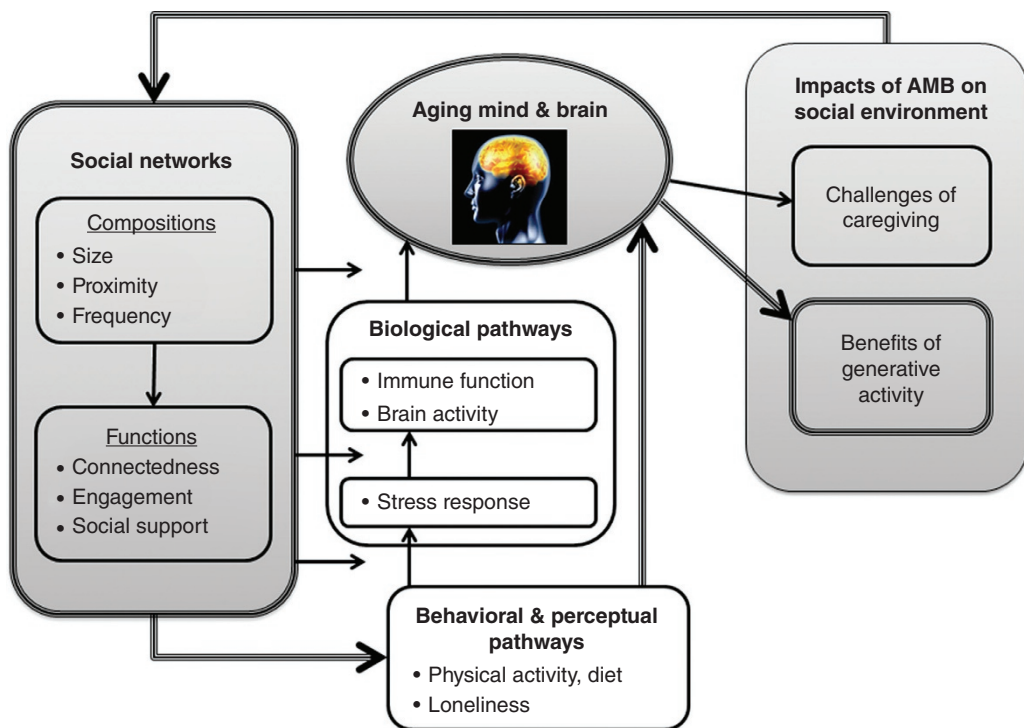 Social networks
Compositions
• Size
• Proximity
• Frequency
Functions
• Connectedness
• Engagement
• Social support
Aging mind & brain
Biological pathways
• Immune function
• Brain activity
• Stress response
Behavioral & perceptual
pathways
• Physical activity, diet
• Loneliness
Impacts of AMB on
social environment
Challenges of
caregiving
Benefits of
generative
activity